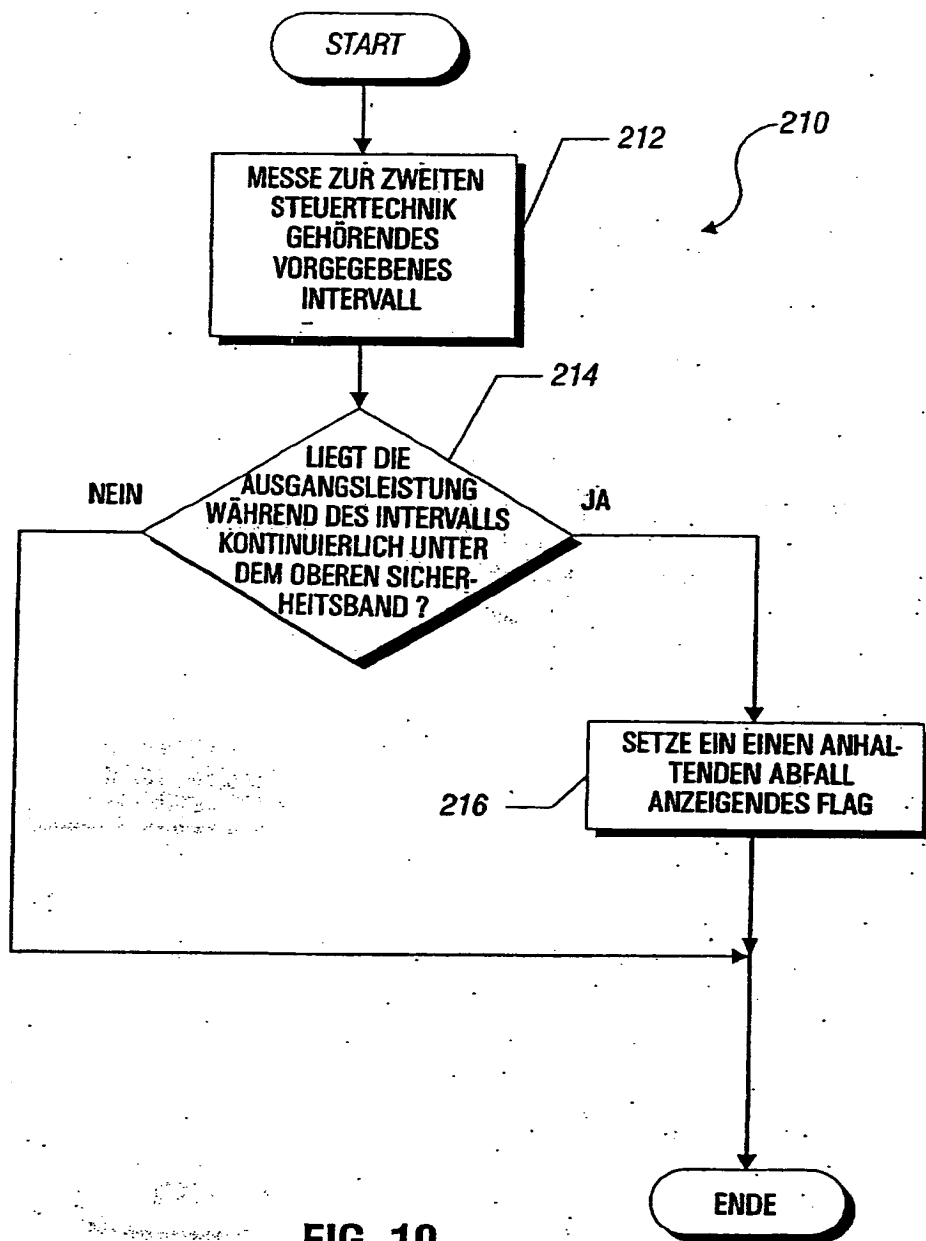 START
212
210
MESSE ZUR ZWEITEN
STEUERTECHNIK
GEHÖRENDES
VORGEGEBENES
INTERVALL
214
LIEGT DIE
AUSGANGSLEISTUNG
WÄHREND DES INTERVALLS
KONTINUIERLICH UNTER
DEM OBEREN SICHER-
HEITSBAND ?
NEIN
JA
SETZE EIN EINEN ANHAL-
TENDEN ABFALL
ANZEIGENDES FLAG
216
ENDE
FIG. 10